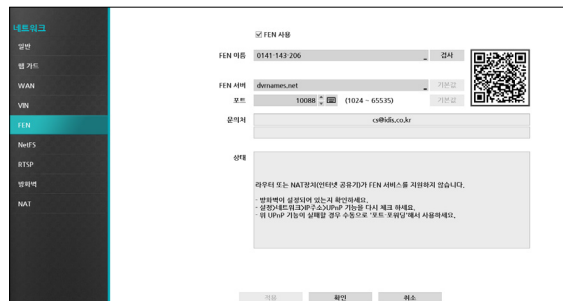 네트워크
일반
웹 가드
WAN
VIN
FEN
NetFS
RTSP
방화벽
NAT
FEN 사용
FEN 이름 0141-143-206 검사
FEN 서버 dvrnames.net 기본값
포트 10088 (1024 - 65535) 기본값
문의처 cs@idis.co.kr
상태
라우터 또는 NAT장치(인터넷 공유기)가 FEN 서비스를 지원하지 않습니다.
- 방화벽이 설정되어 있는지 확인하세요.
- 설정>네트워크>IP주소>UPnP 기능을 다시 체크 하세요.
- 위 UPnP 기능이 실패할 경우 수동으로 '포트-포워딩'해서 사용하세요.
적용 확인 취소